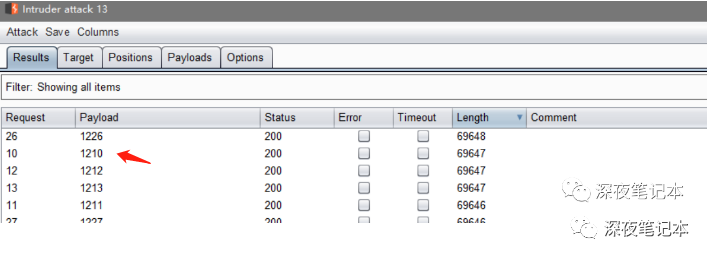 Intruder attack 13
Attack Save Columns
Results Target Positions Payloads Options
Filter: Showing all items
Request Payload Status Error Timeout Length Comment
26 1226 200 69648
10 1210 200 69647
12 1212 200 69647
13 1213 200 69647
11 1211 200 69646
27 1227 200 69646
深夜笔记本
深夜笔记本